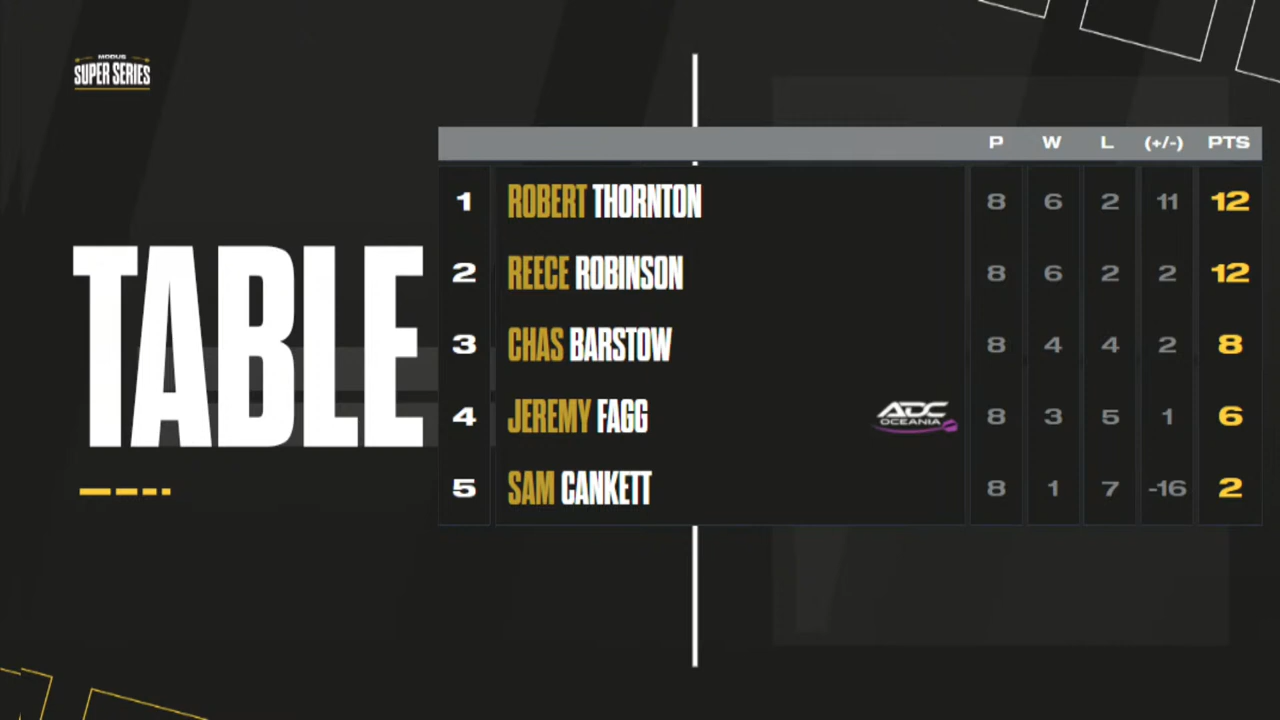 MODUS
SUPER SERIES
TABLE
P W L (+/-) PTS
1 ROBERT THORNTON 8 6 2 11 12
2 REECE ROBINSON 8 6 2 2 12
3 CHAS BARSTOW 8 4 4 2 8
4 JEREMY FAGG ADC OCEANIA 8 3 5 1 6
5 SAM CANKETT 8 1 7 -16 2